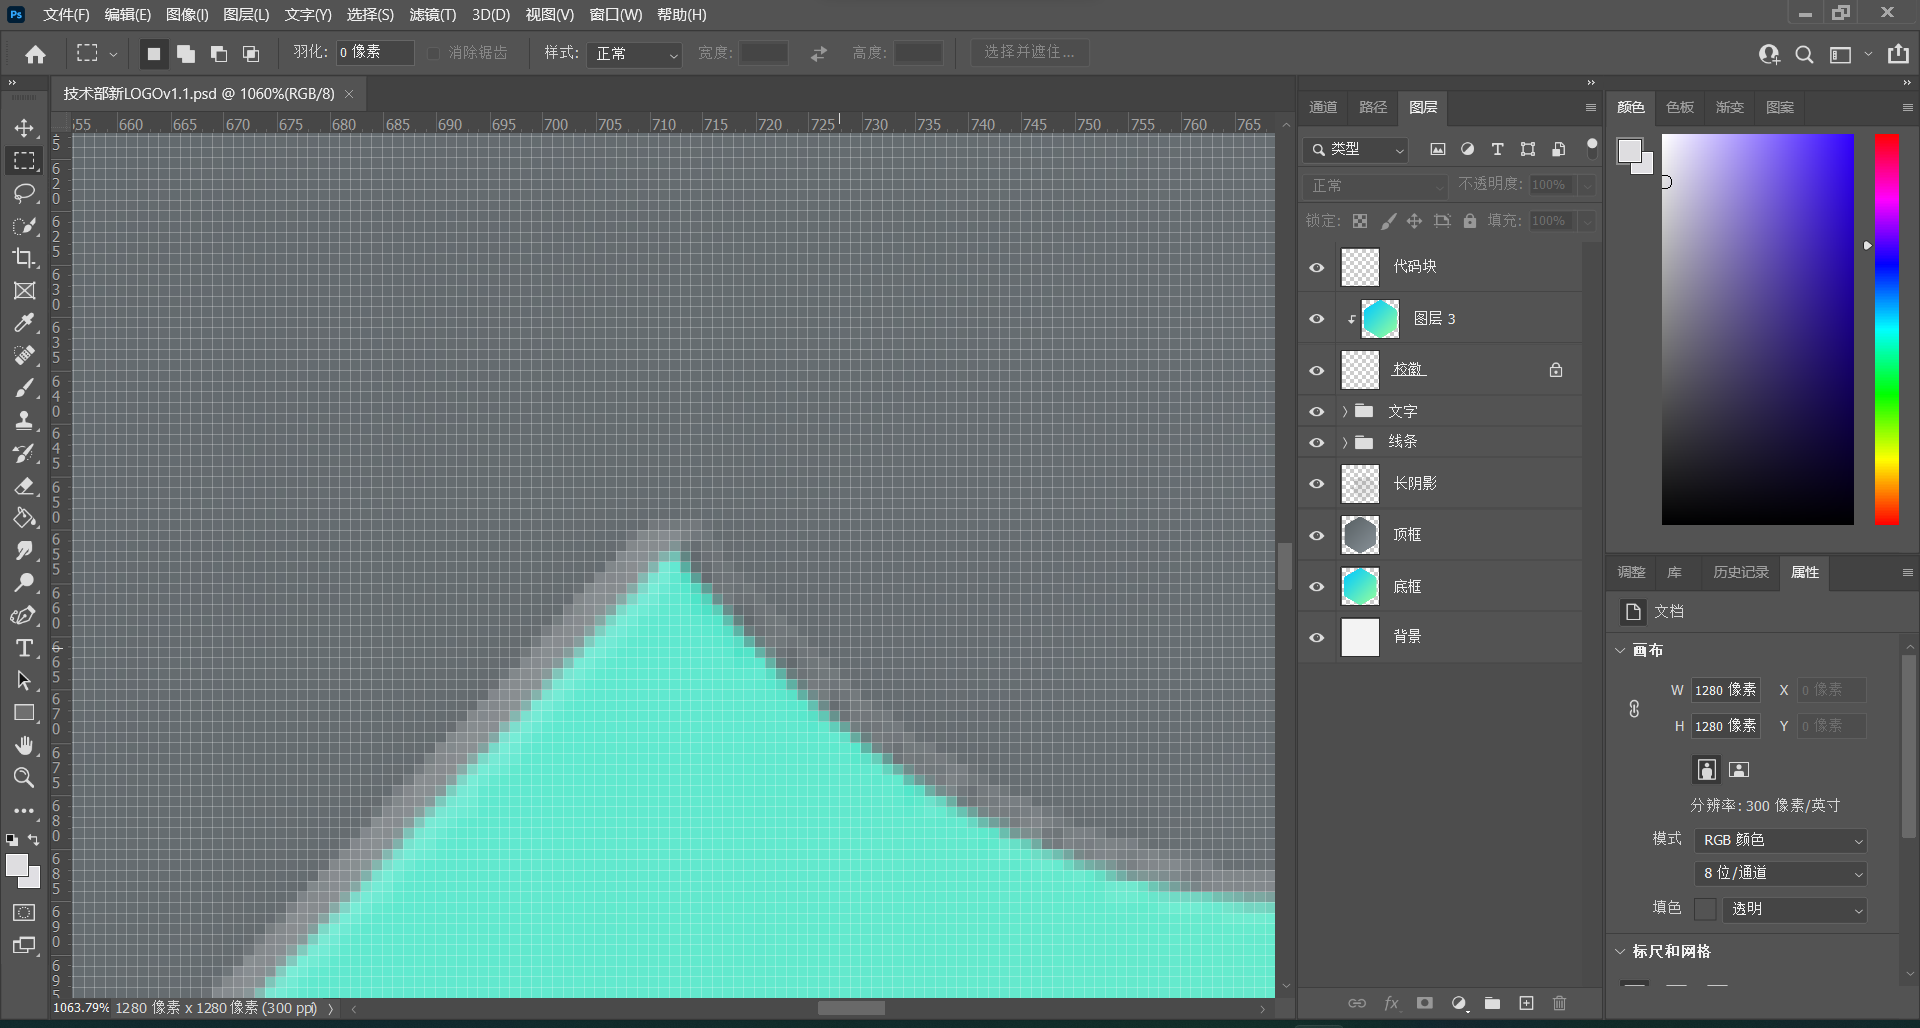 Ps 文件(F) 编辑(E) 图像(I) 图层(L) 文字(Y) 选择(S) 滤镜(T) 3D(D) 视图(V) 窗口(W) 帮助(H)
羽化: 0 像素 消除锯齿 样式: 正常 宽度: 高度: 选择并遮住...
技术部新LOGOv1.1.psd @ 1060%(RGB/8) ×
655 660 665 670 675 680 685 690 695 700 705 710 715 720 725 730 735 740 745 750 755 760 765
5
620
625
630
635
640
645
650
655
660
665
670
675
680
685
690
695
1063.79% 1280 像素 x 1280 像素 (300 ppi)
通道 路径 图层
类型
正常 不透明度: 100%
锁定: 填充: 100%
代码块
图层 3
校徽
文字
线条
长阴影
顶框
底框
背景
fx
颜色 色板 渐变 图案
调整 库 历史记录 属性
文档
画布
W 1280 像素 X 0 像素
H 1280 像素 Y 0 像素
分辨率: 300 像素/英寸
模式 RGB 颜色
8 位/通道
填色 透明
标尺和网格